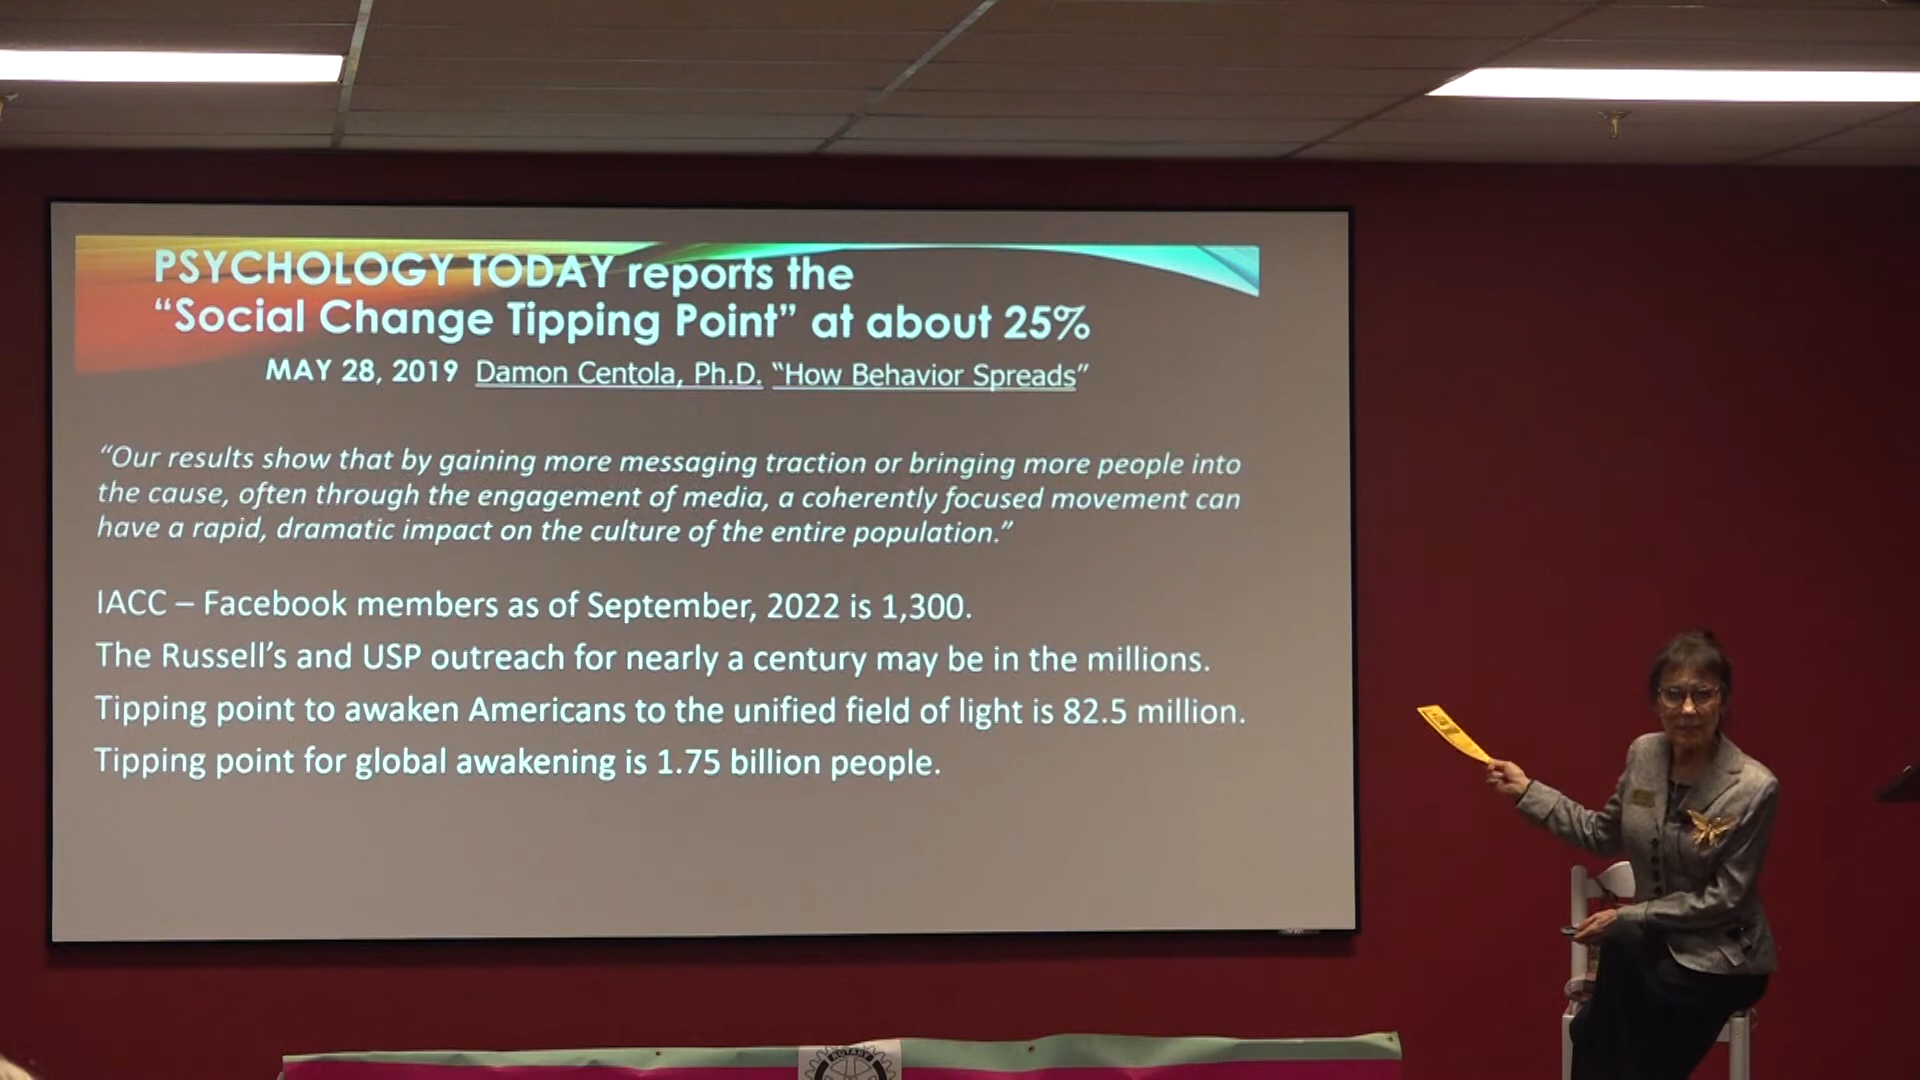 PSYCHOLOGY TODAY reports the
“Social Change Tipping Point” at about 25%
MAY 28, 2019 Damon Centola, Ph.D. “How Behavior Spreads”
“Our results show that by gaining more messaging traction or bringing more people into
the cause, often through the engagement of media, a coherently focused movement can
have a rapid, dramatic impact on the culture of the entire population.”
IACC – Facebook members as of September, 2022 is 1,300.
The Russell’s and USP outreach for nearly a century may be in the millions.
Tipping point to awaken Americans to the unified field of light is 82.5 million.
Tipping point for global awakening is 1.75 billion people.
ROTARY